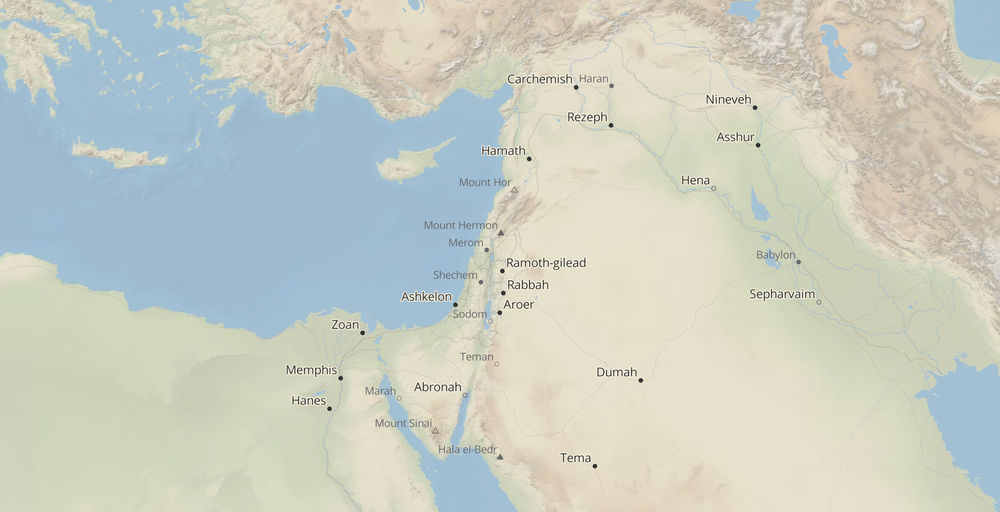 Carchemish
Haran
Nineveh
Rezeph
Asshur
Hamath
Hena
Mount Hor
Mount Hermon
Merom
Babylon
Ramoth-gilead
Shechem
Rabbah
Sepharvaim
Ashkelon
Aroer
Sodom
Zoan
Teman
Memphis
Dumah
Abronah
Marah
Hanes
Mount Sinai
Hala el-Bedr
Tema